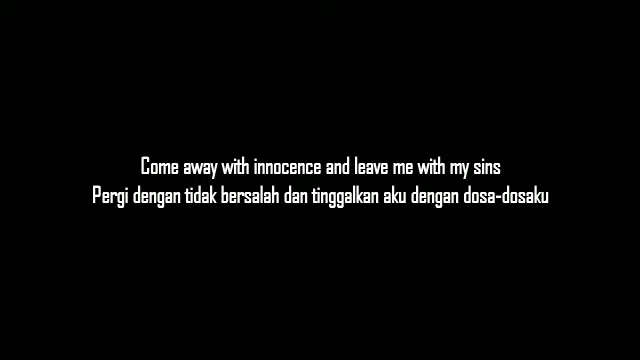 Come away with innocence and leave me with my sins
Pergi dengan tidak bersalah dan tinggalkan aku dengan dosa-dosaku